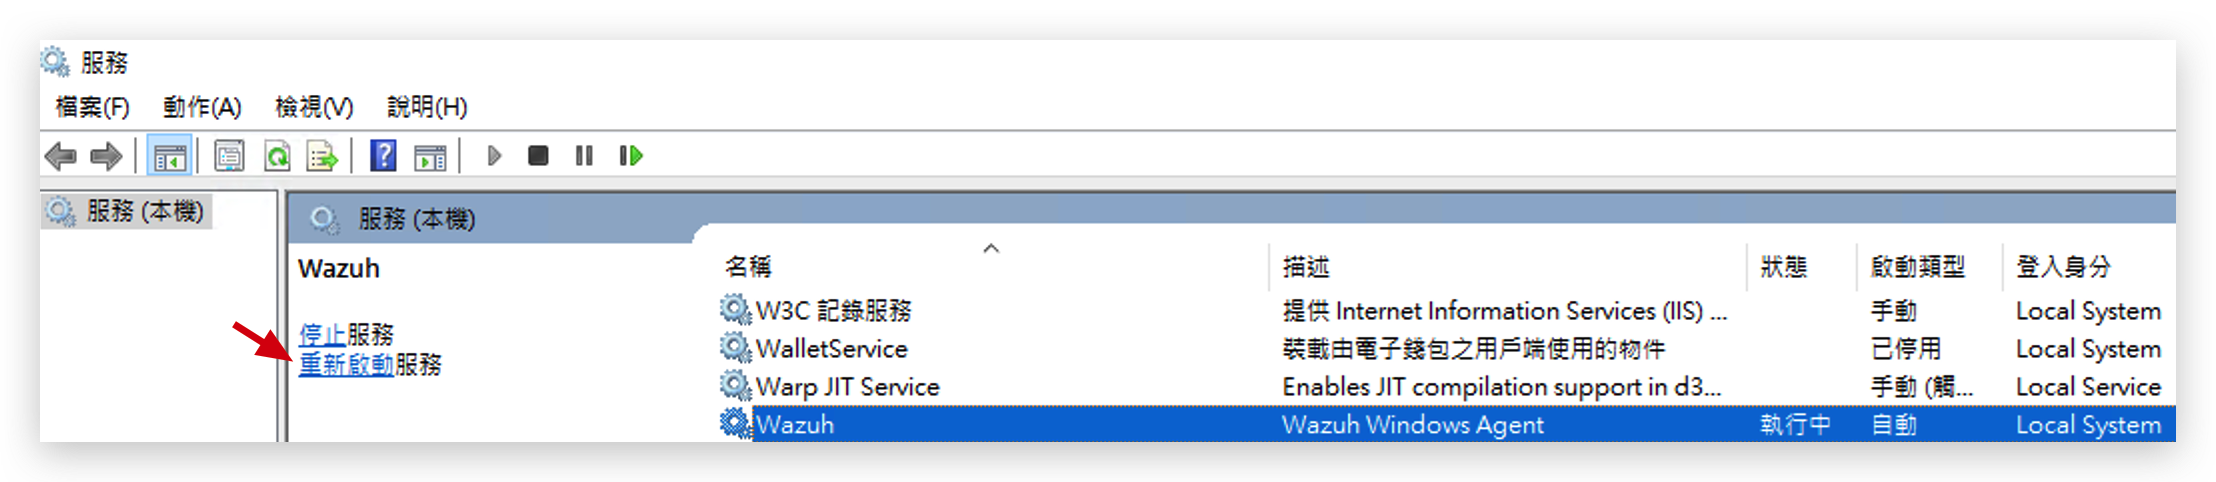 服務
檔案(F) 動作(A) 檢視(V) 說明(H)
服務 (本機)
服務 (本機)
Wazuh
停止服務
重新啟動服務
名稱 描述 狀態 啟動類型 登入身分
W3C 記錄服務 提供 Internet Information Services (IIS) ... 手動 Local System
WalletService 裝載由電子錢包之用戶端使用的物件 已停用 Local System
Warp JIT Service Enables JIT compilation support in d3... 手動 (觸... Local Service
Wazuh Wazuh Windows Agent 執行中 自動 Local System